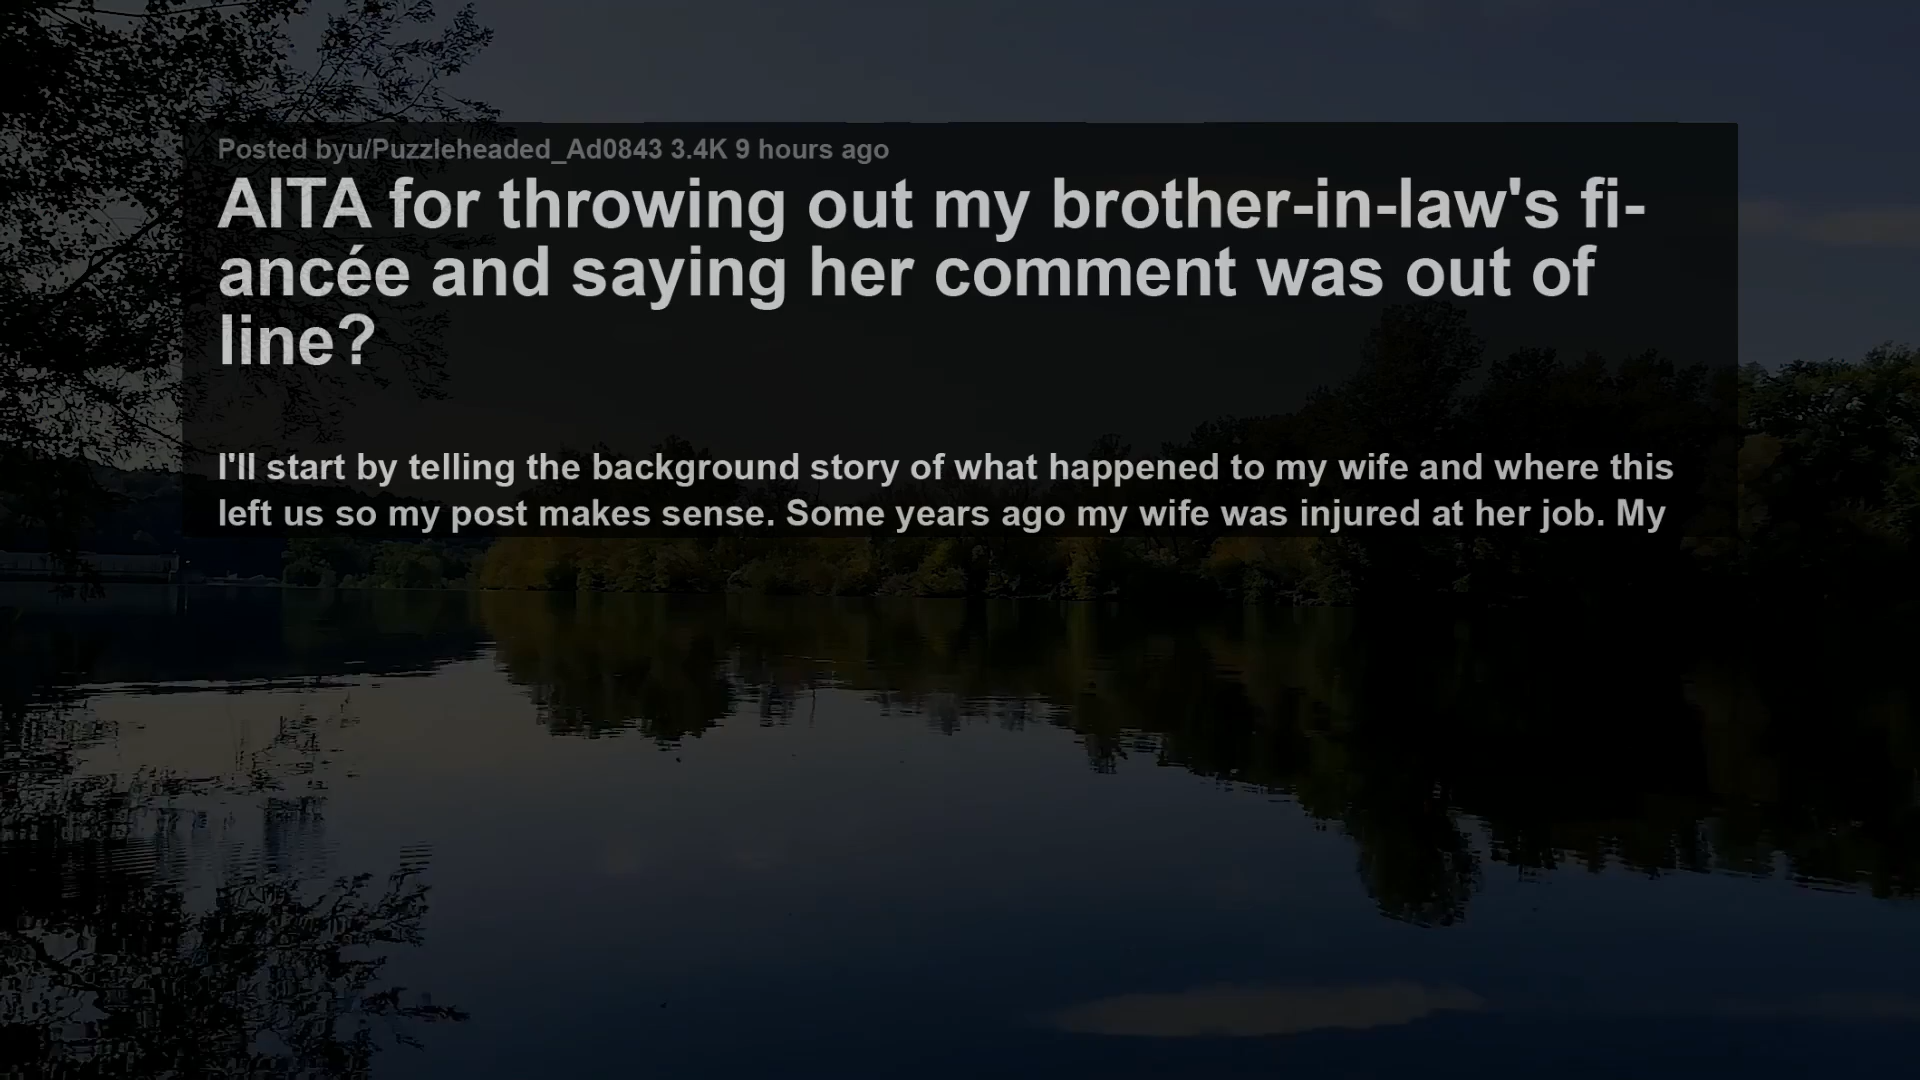 Posted byu/Puzzleheaded_Ad0843 3.4K 9 hours ago
AITA for throwing out my brother-in-law's fi-
ancée and saying her comment was out of
line?
I'll start by telling the background story of what happened to my wife and where this
left us so my post makes sense. Some years ago my wife was injured at her job. My